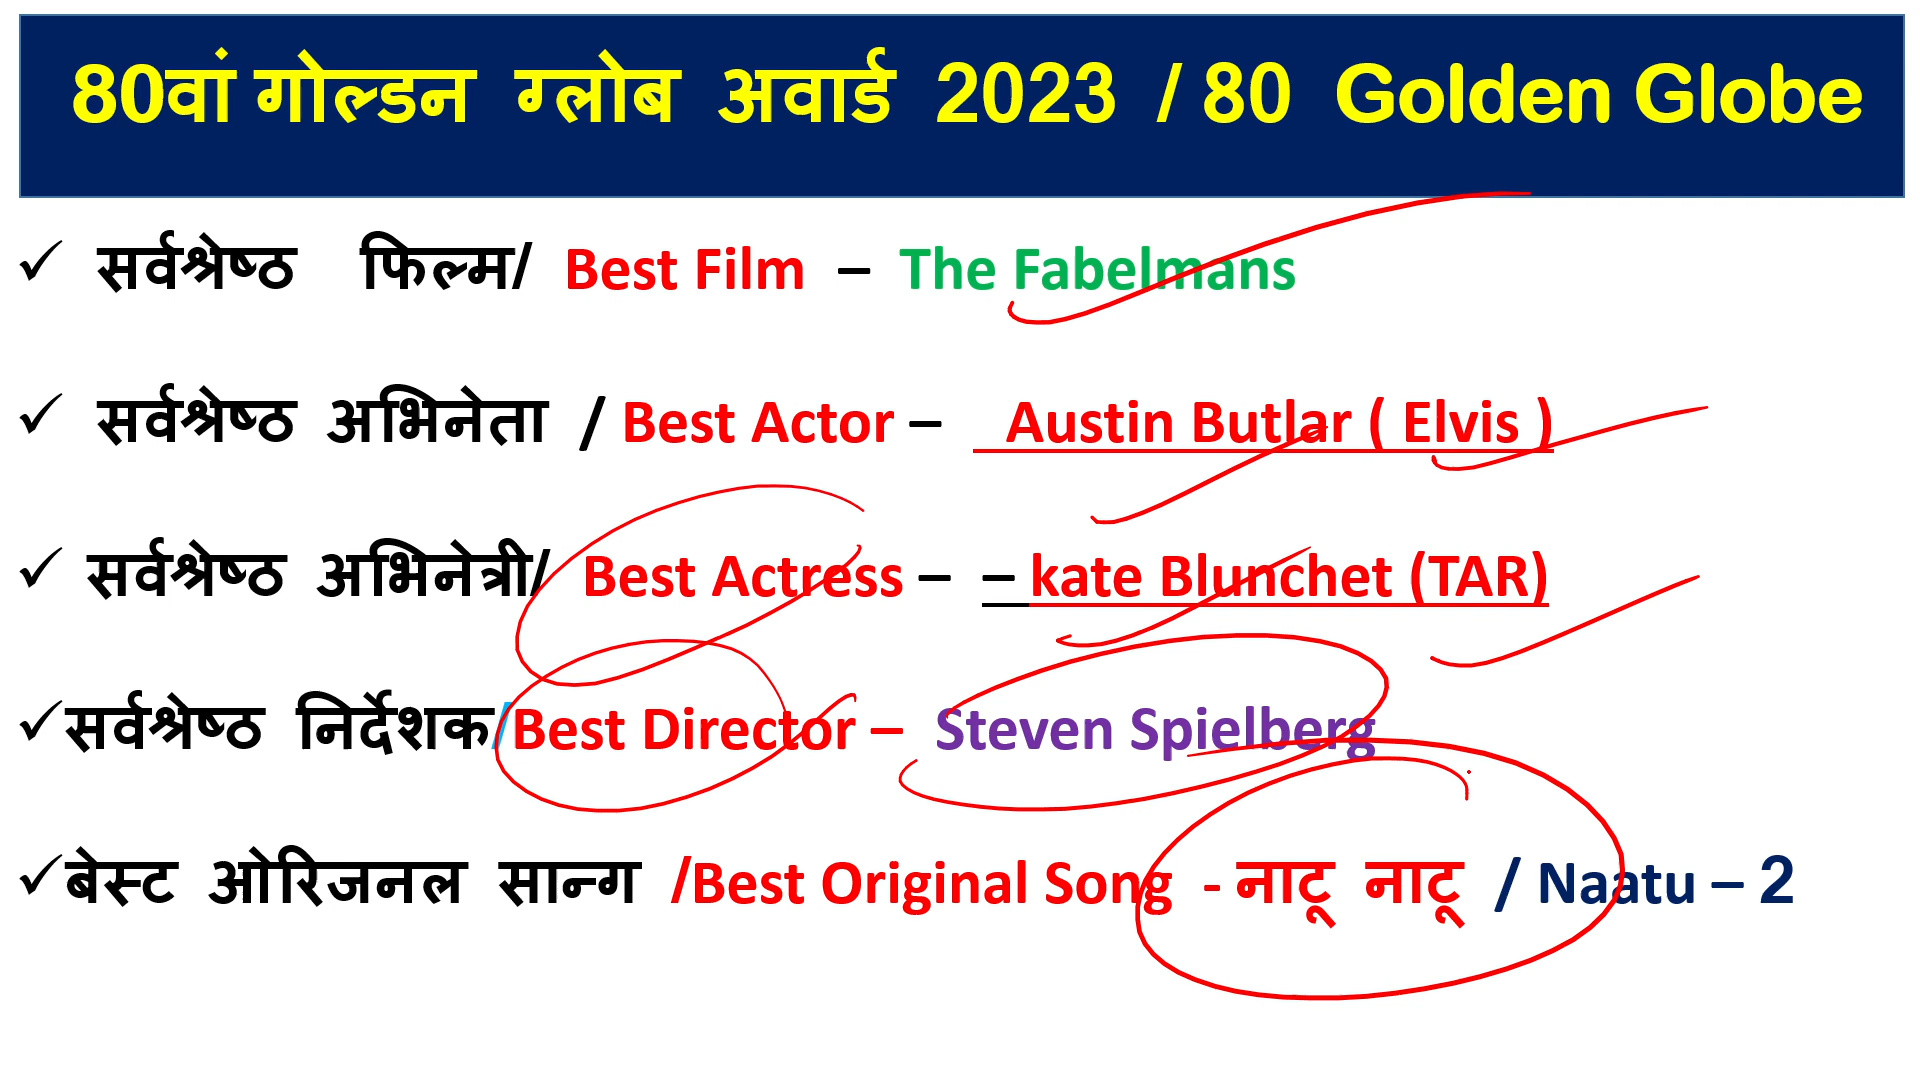 80वां गोल्डन ग्लोब अवार्ड 2023 / 80 Golden Globe
✓ सर्वश्रेष्ठ फिल्म/ Best Film – The Fabelmans
✓ सर्वश्रेष्ठ अभिनेता / Best Actor – Austin Butlar ( Elvis )
✓ सर्वश्रेष्ठ अभिनेत्री/ Best Actress – – kate Blunchet (TAR)
✓ सर्वश्रेष्ठ निर्देशक/Best Director – Steven Spielberg
✓ बेस्ट ओरिजनल सान्ग /Best Original Song - नाटू नाटू / Naatu – 2